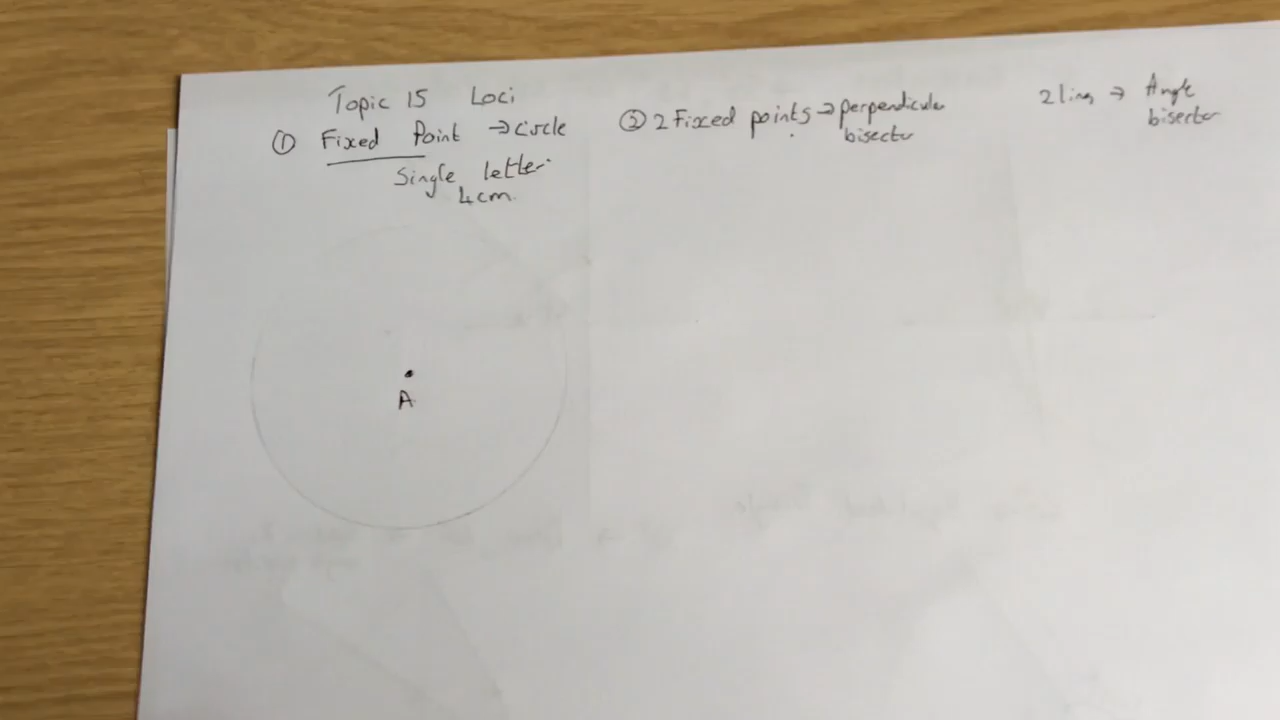 Topic 15 Loci
① Fixed Point → circle
Single letter
4cm.
A
② 2 Fixed points → perpendicular
bisector
2 lines → Angle
bisector